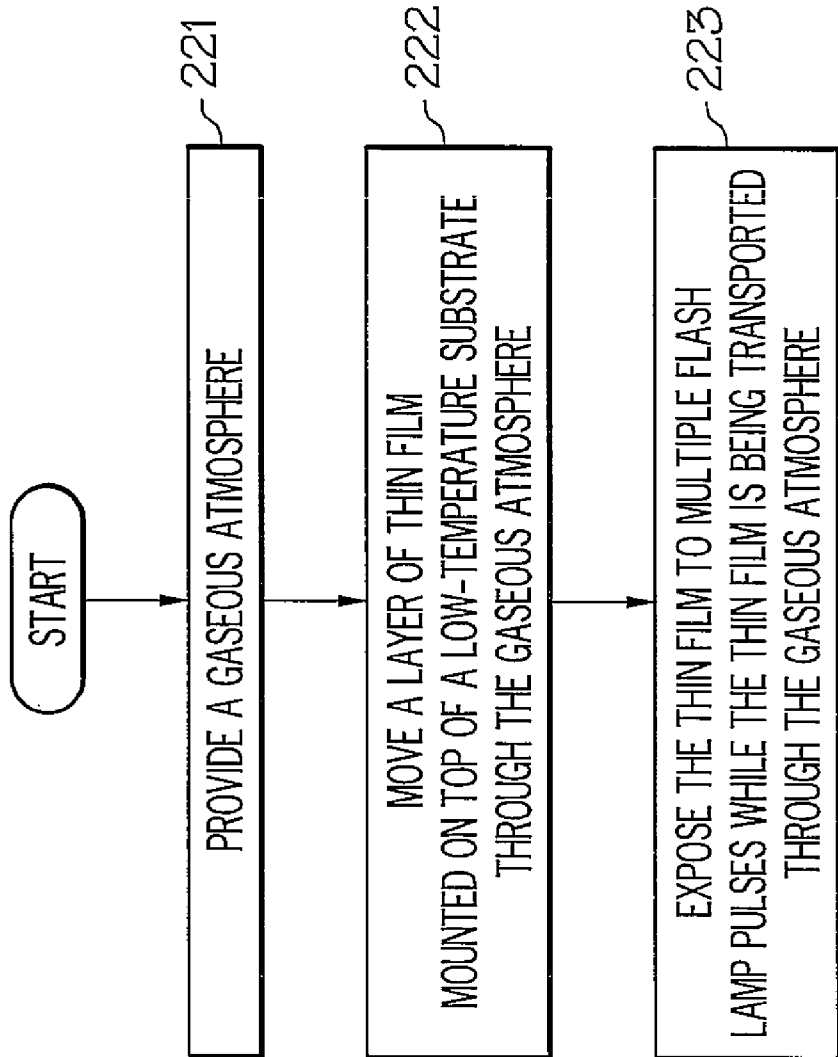 START
PROVIDE A GASEOUS ATMOSPHERE
221
MOVE A LAYER OF THIN FILM
MOUNTED ON TOP OF A LOW-TEMPERATURE SUBSTRATE
THROUGH THE GASEOUS ATMOSPHERE
222
EXPOSE THE THIN FILM TO MULTIPLE FLASH
LAMP PULSES WHILE THE THIN FILM IS BEING TRANSPORTED
THROUGH THE GASEOUS ATMOSPHERE
223